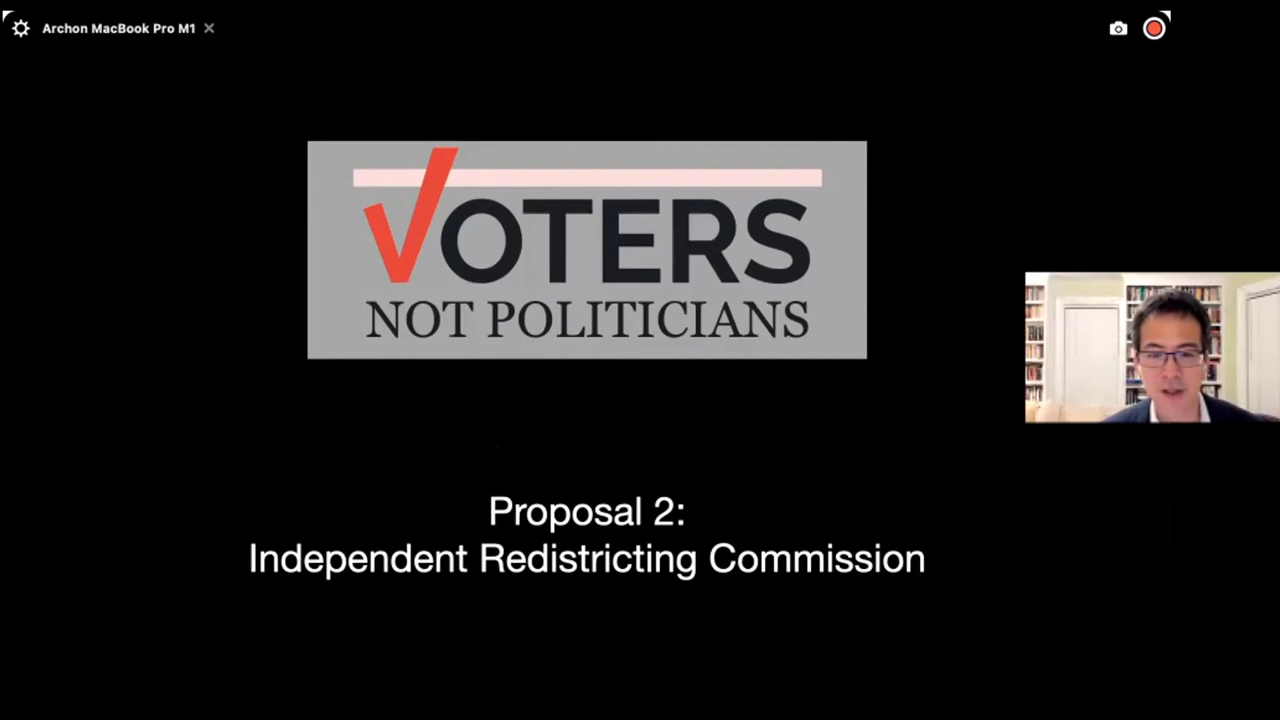 Archon MacBook Pro M1
VOTERS
NOT POLITICIANS
Proposal 2:
Independent Redistricting Commission